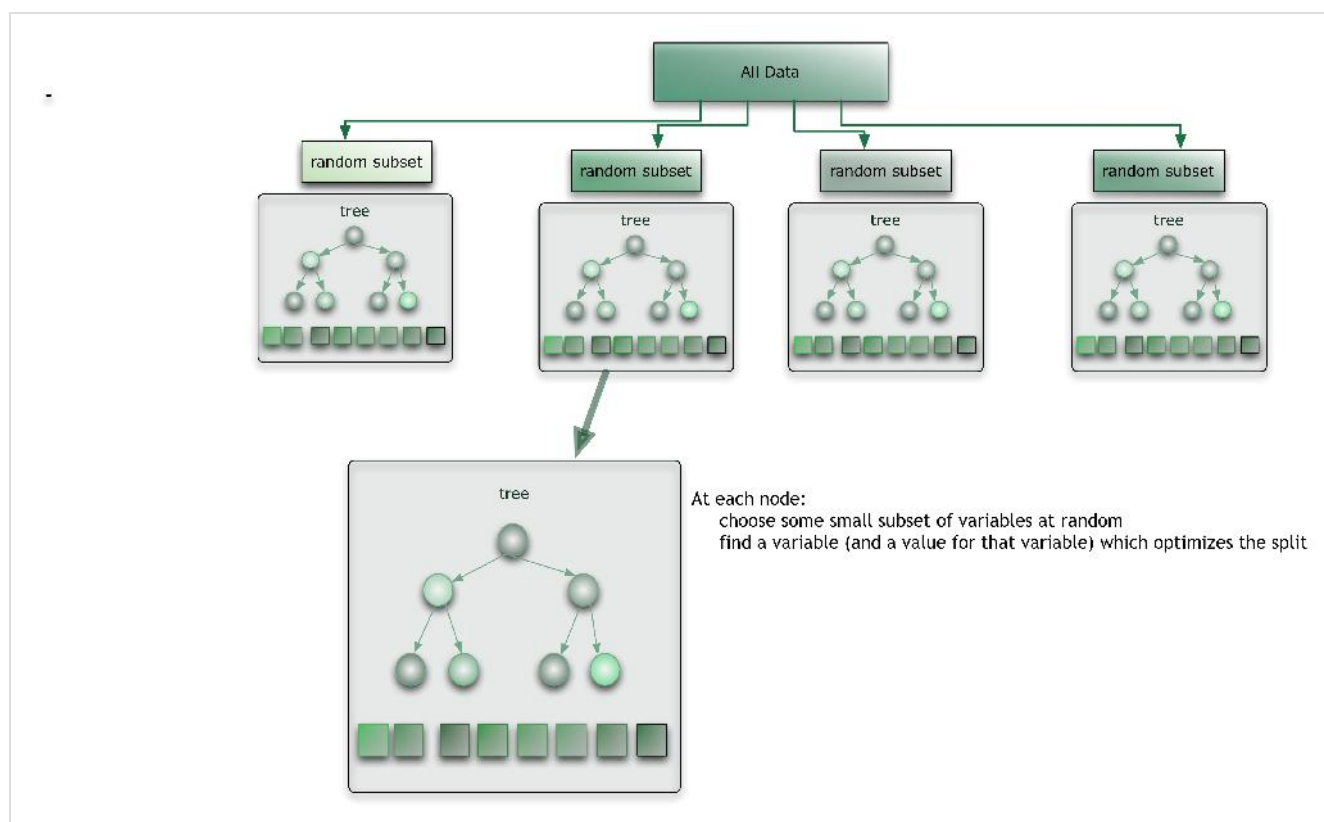 All Data
-
random subset
random subset
random subset
random subset
tree
tree
tree
tree
tree
At each node:
choose some small subset of variables at random
find a variable (and a value for that variable) which optimizes the split